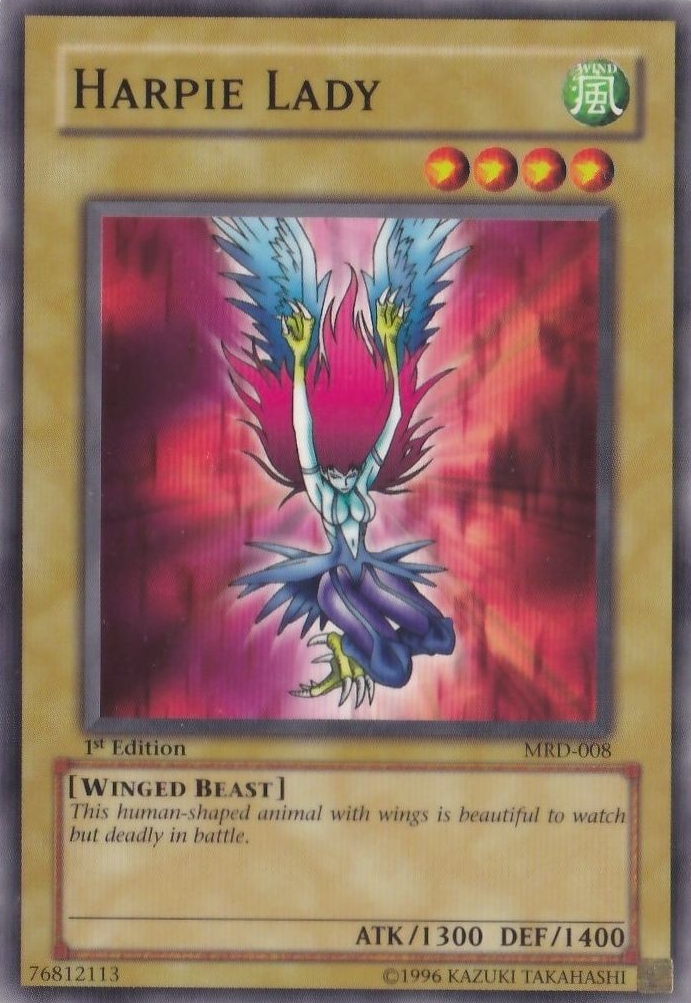 HARPIE LADY
WIND
風
1st Edition
MRD-008
[WINGED BEAST]
This human-shaped animal with wings is beautiful to watch
but deadly in battle.
ATK/1300 DEF/1400
76812113
©1996 KAZUKI TAKAHASHI